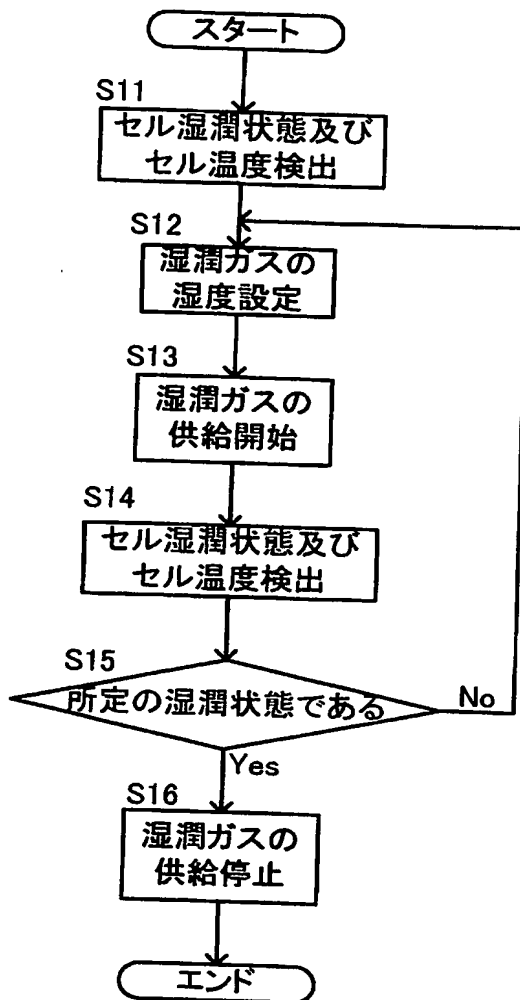 スタート
S11
セル湿潤状態及び
セル温度検出
S12
湿潤ガスの
湿度設定
S13
湿潤ガスの
供給開始
S14
セル湿潤状態及び
セル温度検出
S15
所定の湿潤状態である
No
Yes
S16
湿潤ガスの
供給停止
エンド